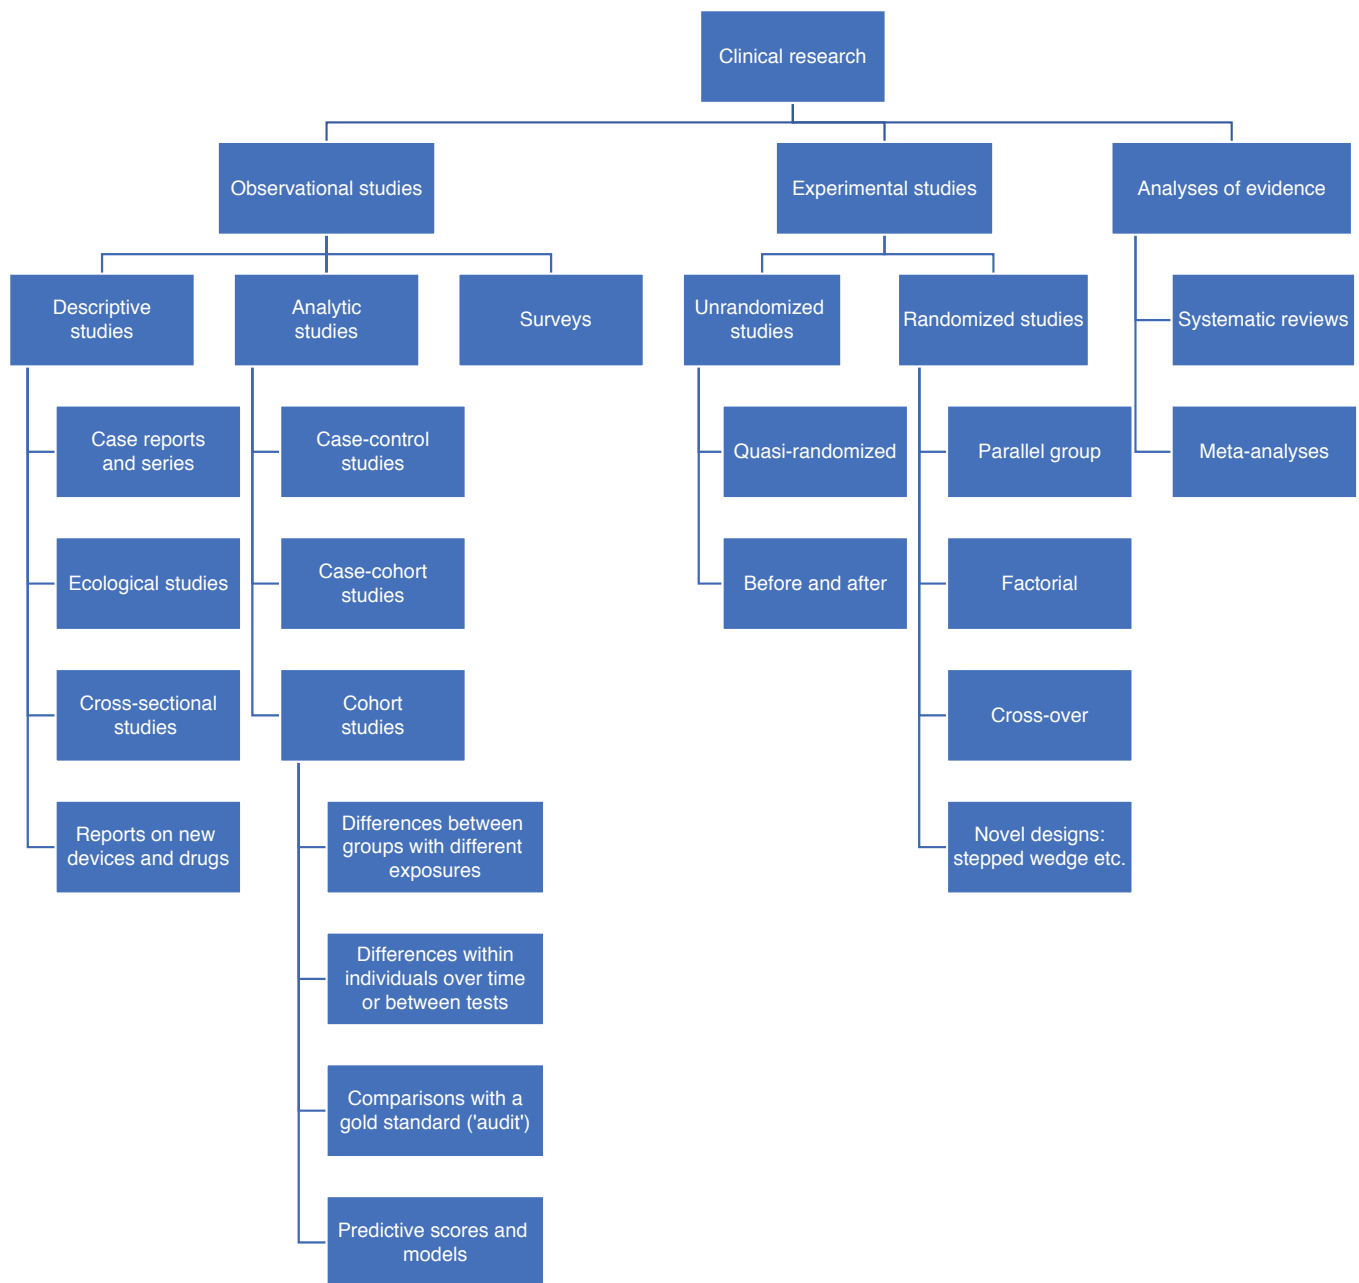 Clinical research
Observational studies
Experimental studies
Analyses of evidence
Descriptive
studies
Analytic
studies
Surveys
Unrandomized
studies
Randomized studies
Systematic reviews
Case reports
and series
Case-control
studies
Quasi-randomized
Parallel group
Meta-analyses
Ecological studies
Case-cohort
studies
Before and after
Factorial
Cross-sectional
studies
Cohort
studies
Cross-over
Reports on new
devices and drugs
Differences between
groups with different
exposures
Novel designs:
stepped wedge etc.
Differences within
individuals over time
or between tests
Comparisons with a
gold standard ('audit')
Predictive scores and
models